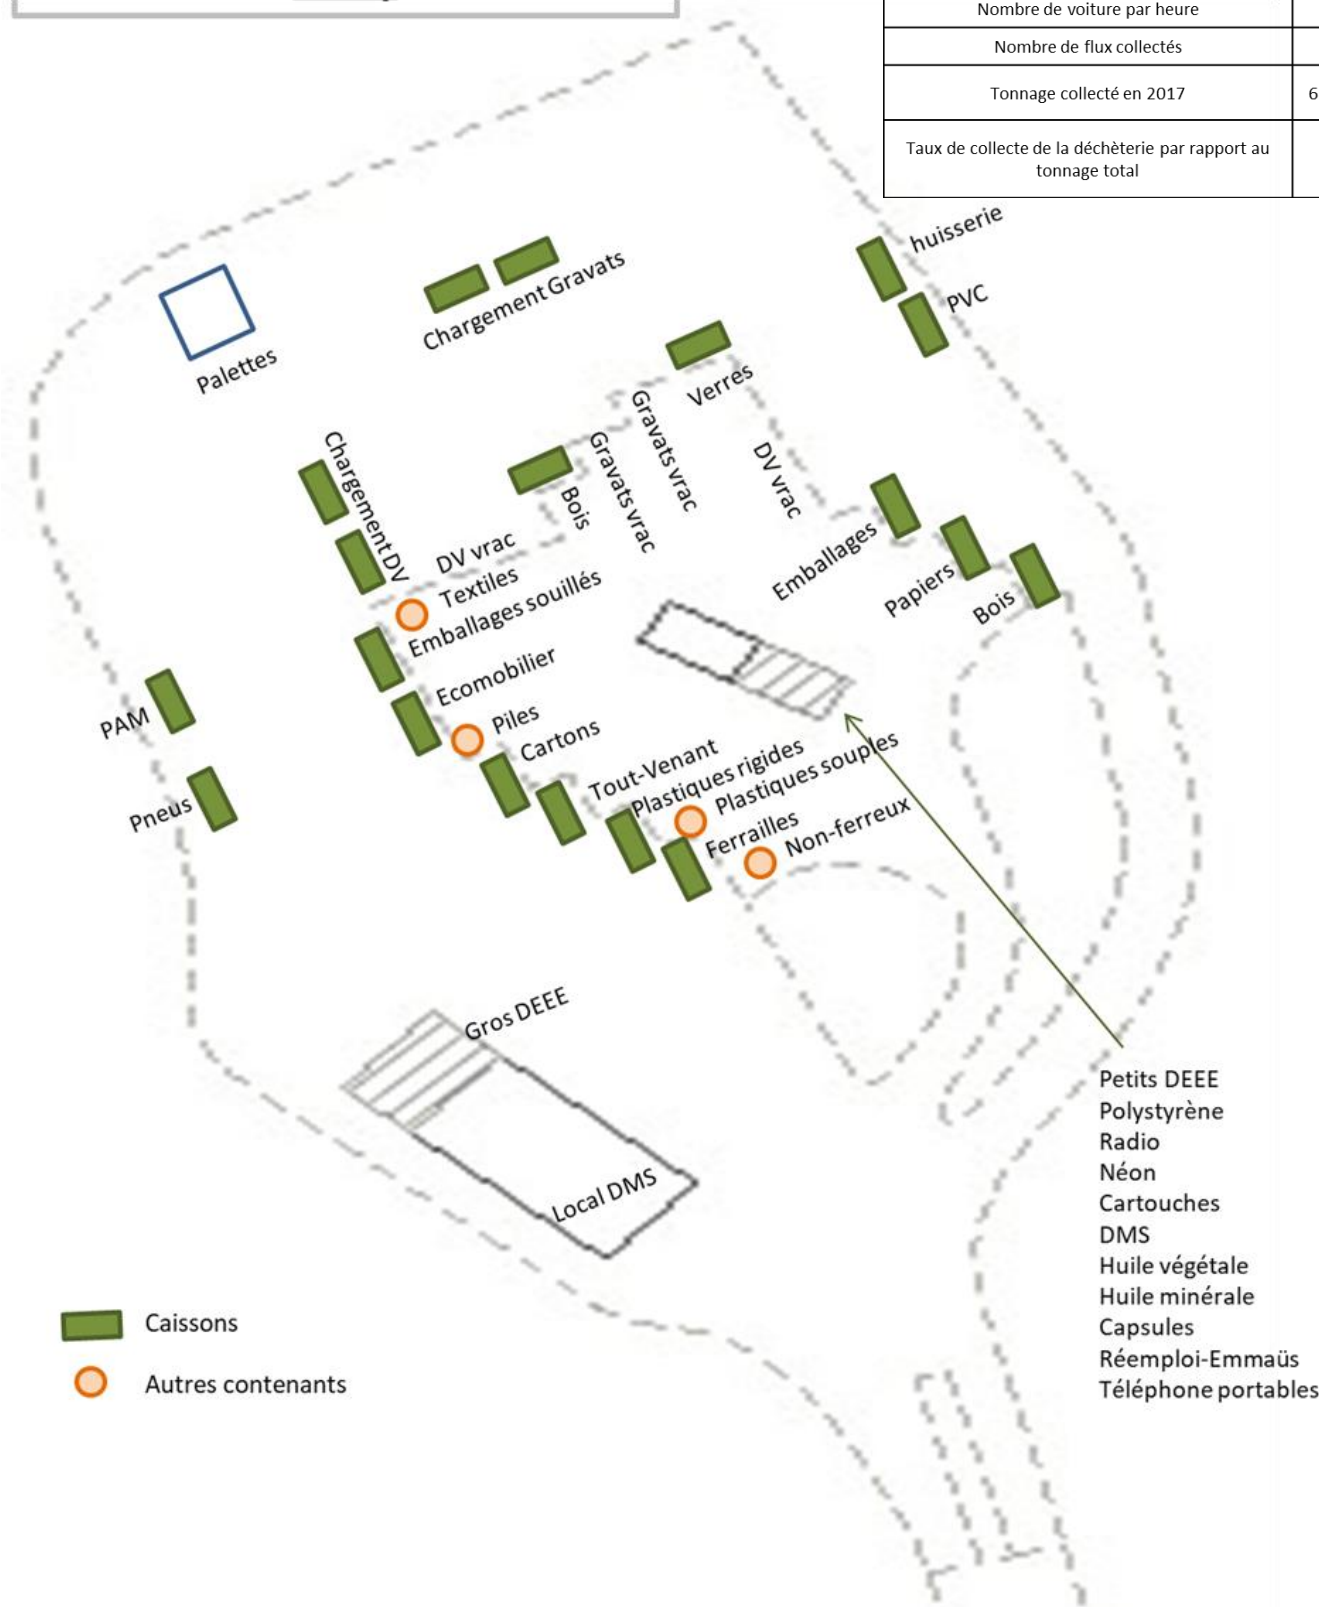 Nombre de voiture par heure
Nombre de flux collectés
Tonnage collecté en 2017
6
Taux de collecte de la déchèterie par rapport au
tonnage total
huisserie
PVC
Chargement Gravats
Palettes
Verres
Gravats vrac
Gravats vrac
DV vrac
Chargement DV
Bois
DV vrac
Textiles
Emballages souillés
Emballages
Papiers
Bois
Ecomobilier
Piles
Cartons
PAM
Pneus
Tout-Venant
Plastiques rigides
Plastiques souples
Ferrailles
Non-ferreux
Gros DEEE
Local DMS
Petits DEEE
Polystyrène
Radio
Néon
Cartouches
DMS
Huile végétale
Huile minérale
Capsules
Réemploi-Emmaüs
Téléphone portables
Caissons
Autres contenants